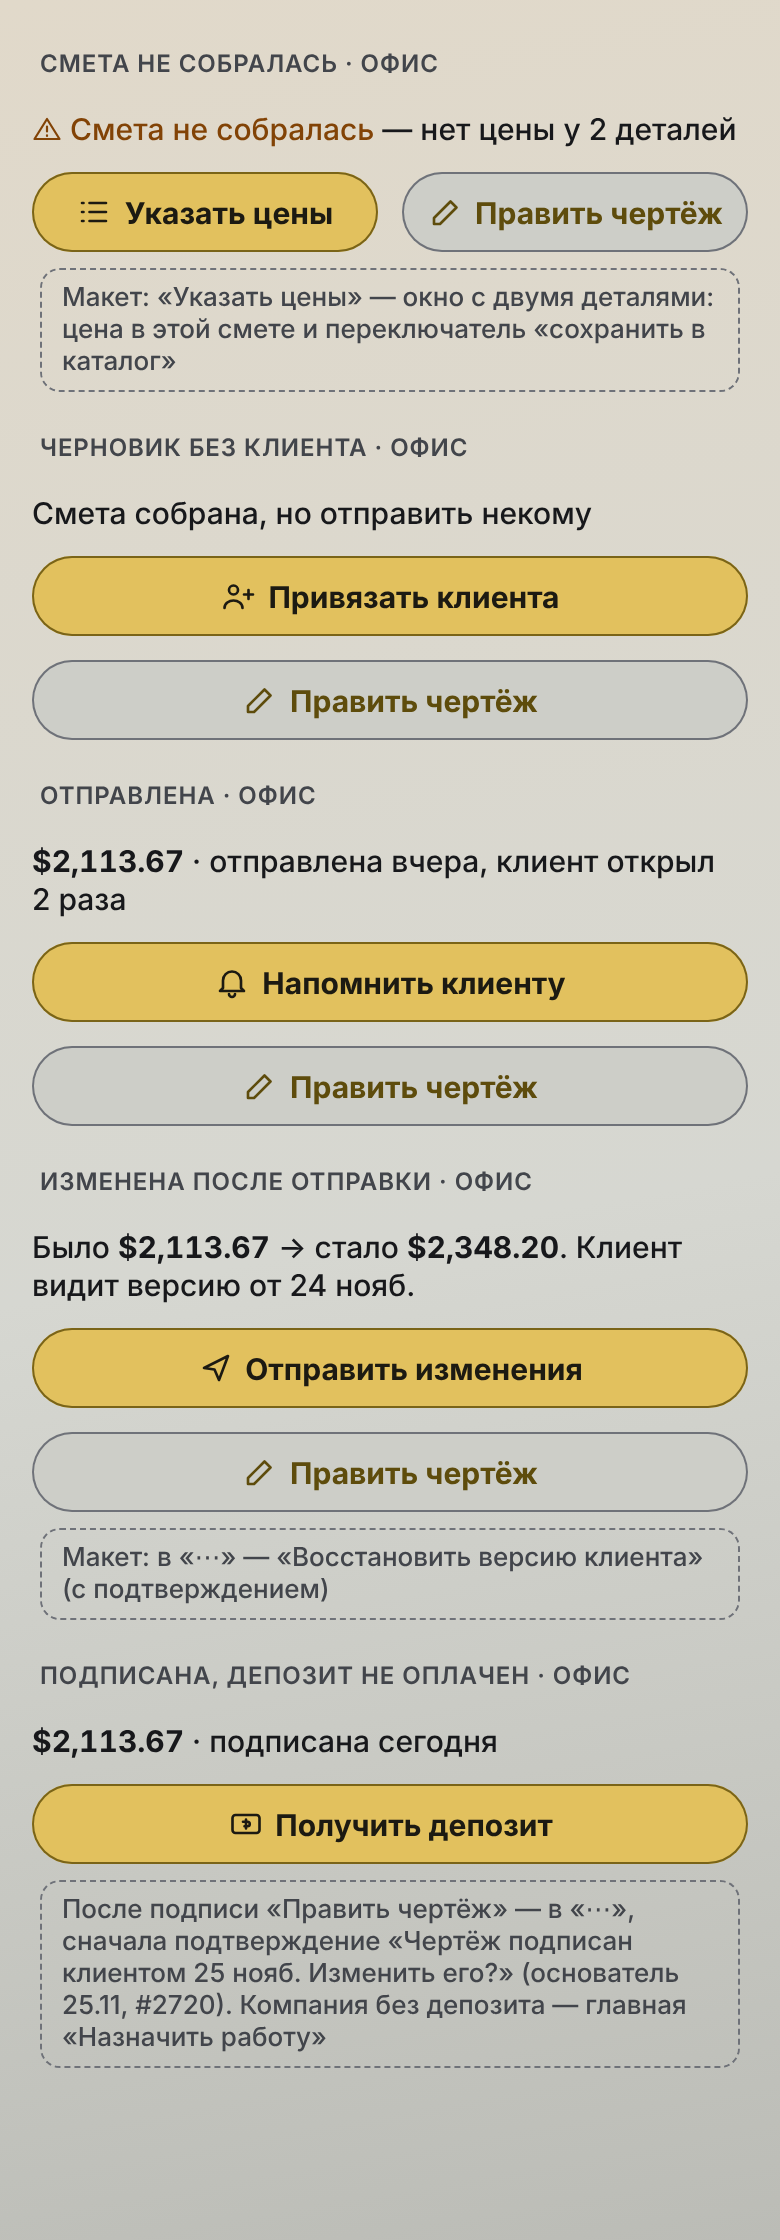 СМЕТА НЕ СОБРАЛАСЬ · ОФИС
Смета не собралась — нет цены у 2 деталей
Указать цены
Править чертёж
Макет: «Указать цены» — окно с двумя деталями:
цена в этой смете и переключатель «сохранить в
каталог»
ЧЕРНОВИК БЕЗ КЛИЕНТА · ОФИС
Смета собрана, но отправить некому
Привязать клиента
Править чертёж
ОТПРАВЛЕНА · ОФИС
$2,113.67 · отправлена вчера, клиент открыл
2 раза
Напомнить клиенту
Править чертёж
ИЗМЕНЕНА ПОСЛЕ ОТПРАВКИ · ОФИС
Было $2,113.67 → стало $2,348.20. Клиент
видит версию от 24 нояб.
Отправить изменения
Править чертёж
Макет: в «···» — «Восстановить версию клиента»
(с подтверждением)
ПОДПИСАНА, ДЕПОЗИТ НЕ ОПЛАЧЕН · ОФИС
$2,113.67 · подписана сегодня
Получить депозит
После подписи «Править чертёж» — в «···»,
сначала подтверждение «Чертёж подписан
клиентом 25 нояб. Изменить его?» (основатель
25.11, #2720). Компания без депозита — главная
«Назначить работу»